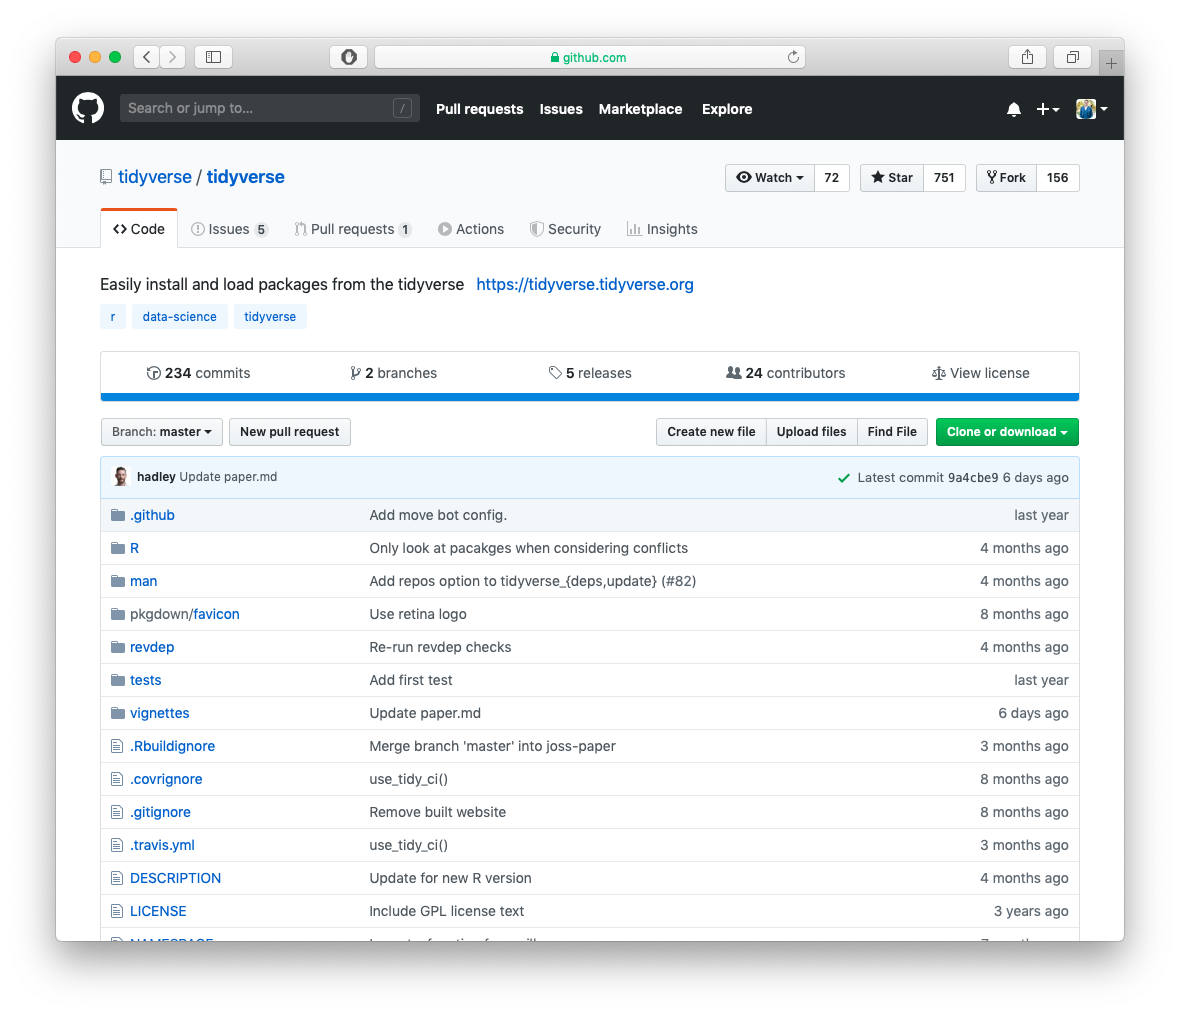 github.com
Search or jump to... /
Pull requests Issues Marketplace Explore
tidyverse / tidyverse
Watch 72 Star 751 Fork 156
Code Issues 5 Pull requests 1 Actions Security Insights
Easily install and load packages from the tidyverse https://tidyverse.tidyverse.org
r data-science tidyverse
234 commits 2 branches 5 releases 24 contributors View license
Branch: master New pull request Create new file Upload files Find File Clone or download
hadley Update paper.md Latest commit 9a4cbe9 6 days ago
.github Add move bot config. last year
R Only look at pacakges when considering conflicts 4 months ago
man Add repos option to tidyverse_{deps,update} (#82) 4 months ago
pkgdown/favicon Use retina logo 8 months ago
revdep Re-run revdep checks 4 months ago
tests Add first test last year
vignettes Update paper.md 6 days ago
.Rbuildignore Merge branch 'master' into joss-paper 3 months ago
.covrignore use_tidy_ci() 8 months ago
.gitignore Remove built website 8 months ago
.travis.yml use_tidy_ci() 3 months ago
DESCRIPTION Update for new R version 4 months ago
LICENSE Include GPL license text 3 years ago
NAMESPACE